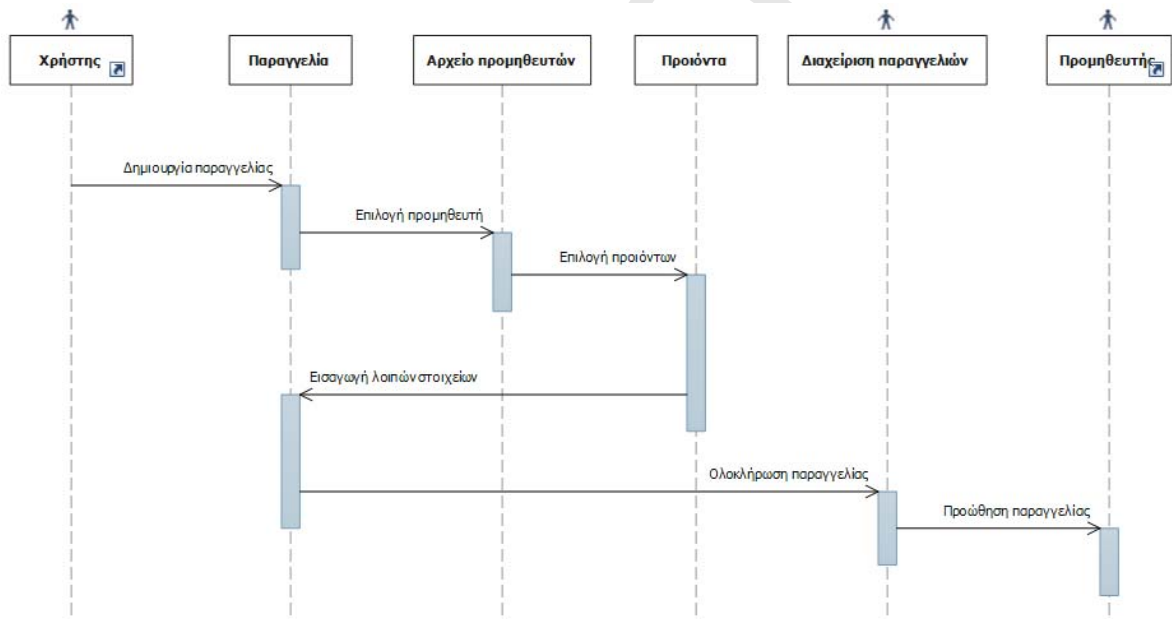 Χρήστης
Παραγγελία
Αρχείο προμηθευτών
Προιόντα
Διαχείριση παραγγελιών
Προμηθευτής
Δημιουργία παραγγελίας
Επιλογή προμηθευτή
Επιλογή προιόντων
Εισαγωγή λοιπών στοιχείων
Ολοκλήρωση παραγγελίας
Προώθηση παραγγελίας